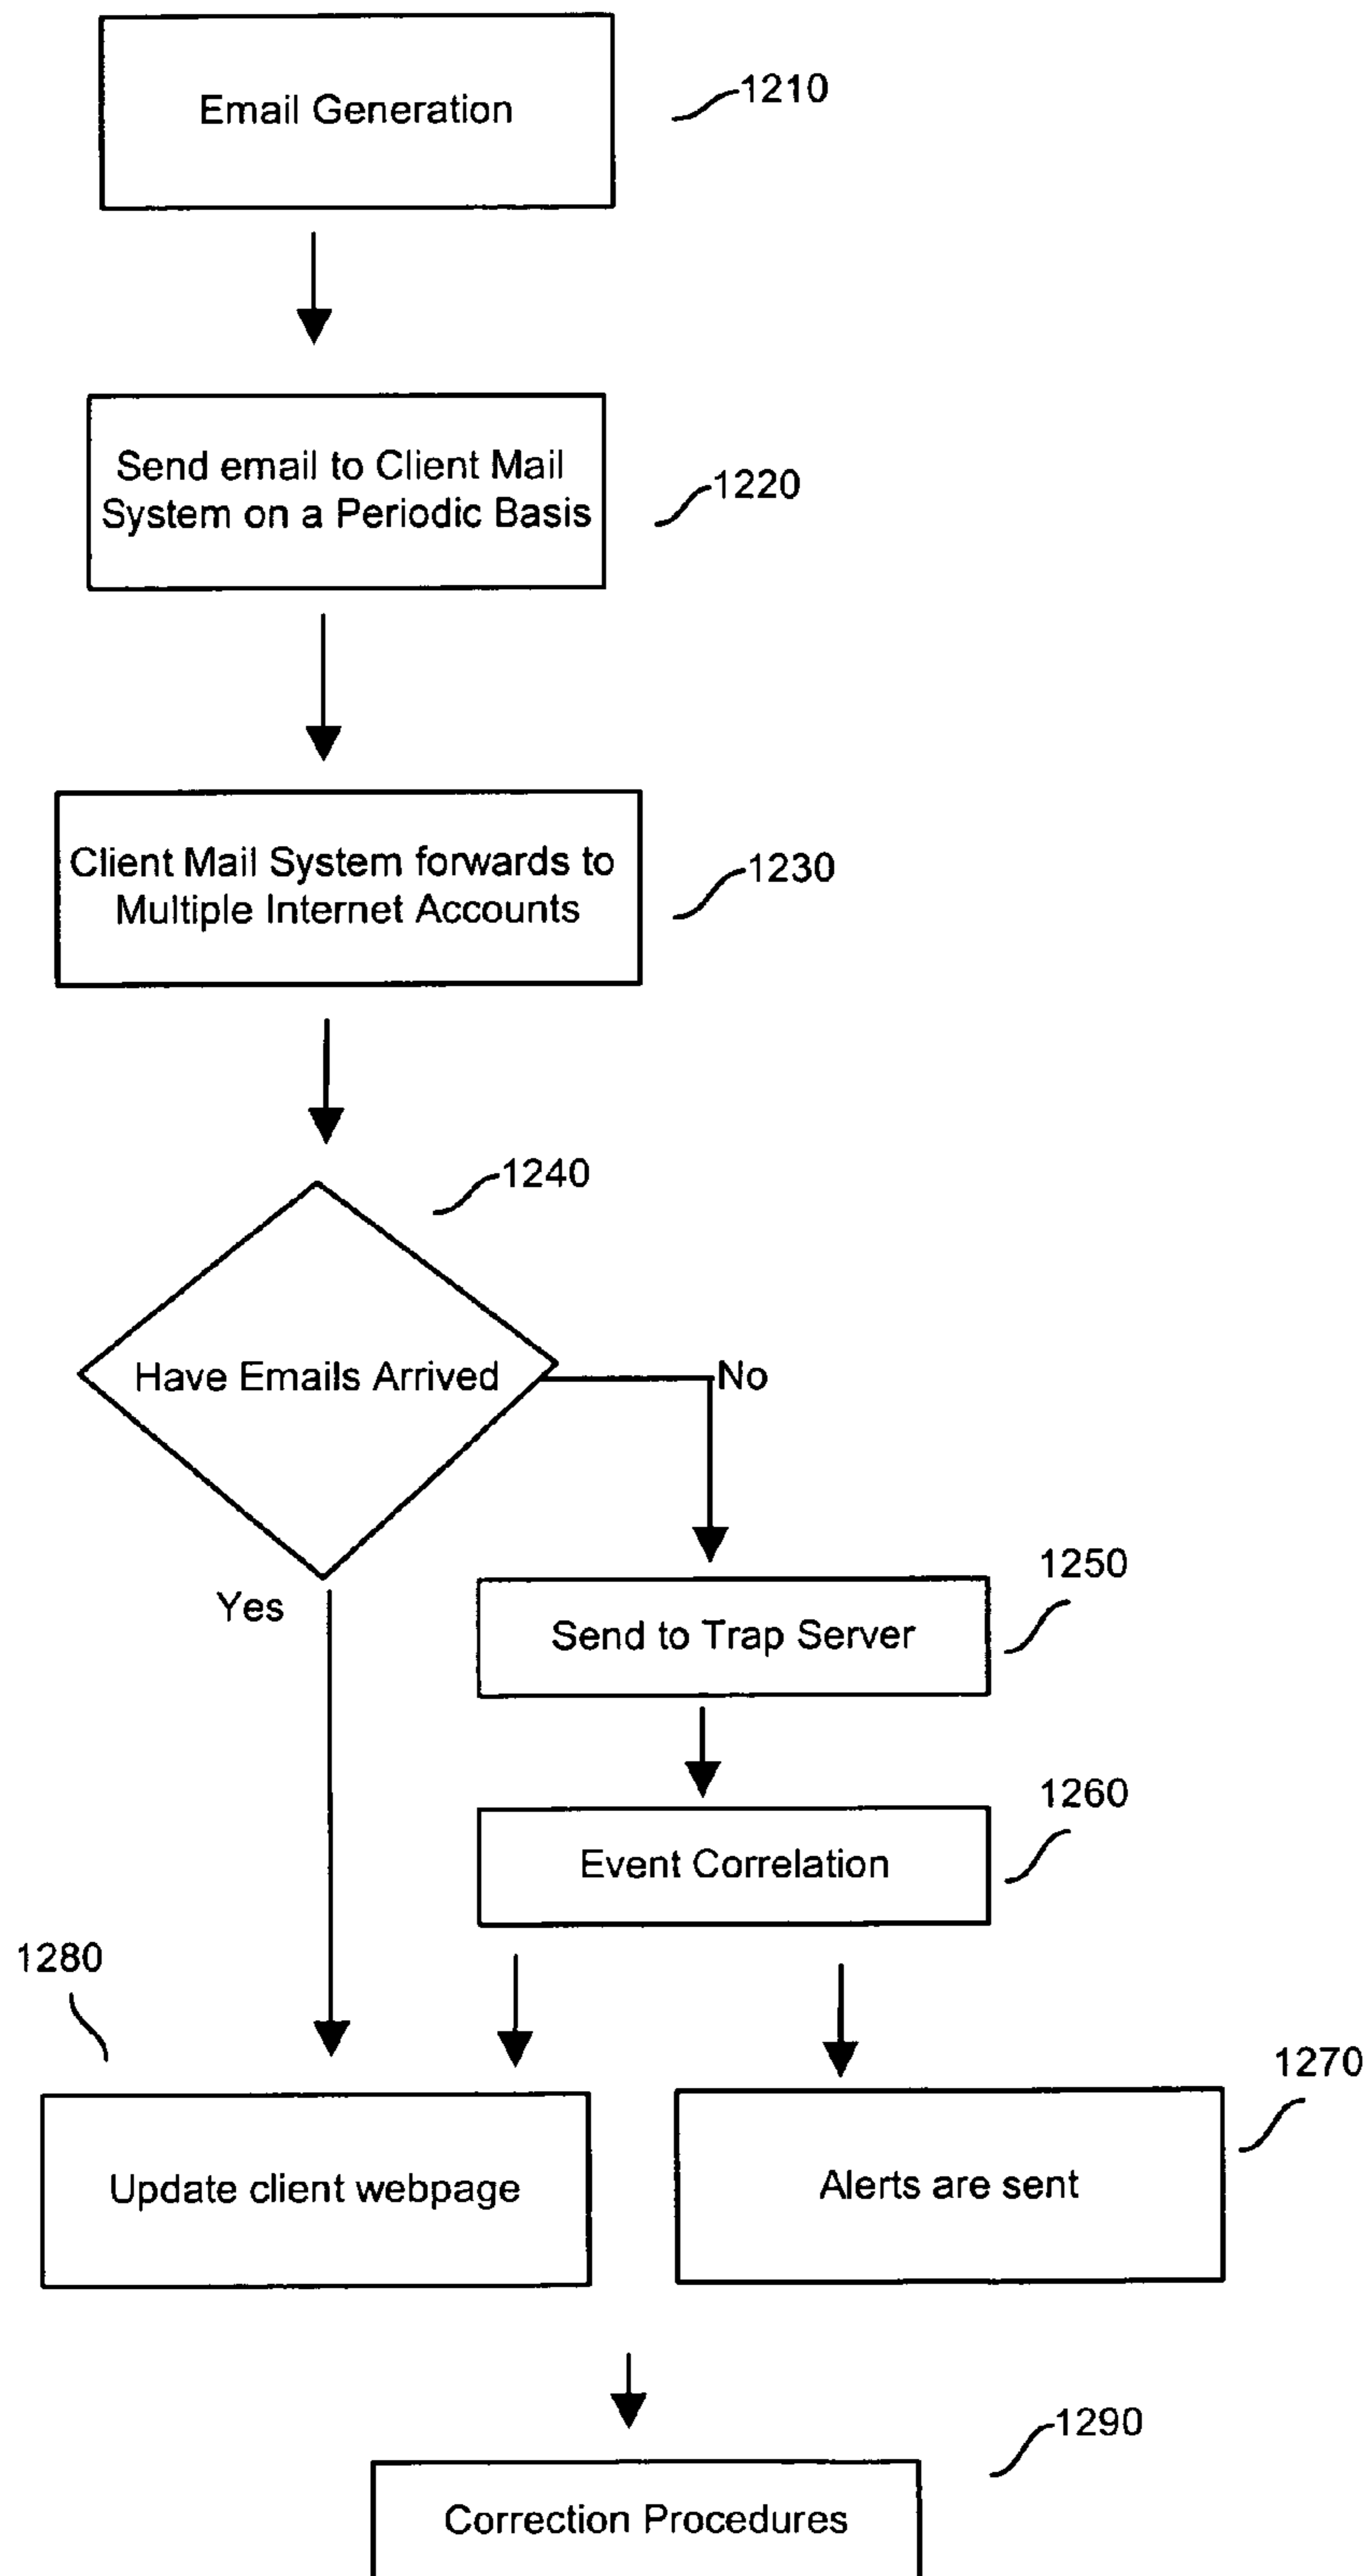 Email Generation
1210
Send email to Client Mail
System on a Periodic Basis
1220
Client Mail System forwards to
Multiple Internet Accounts
1230
1240
Have Emails Arrived
No
Yes
1250
Send to Trap Server
1260
Event Correlation
1280
1270
Update client webpage
Alerts are sent
1290
Correction Procedures